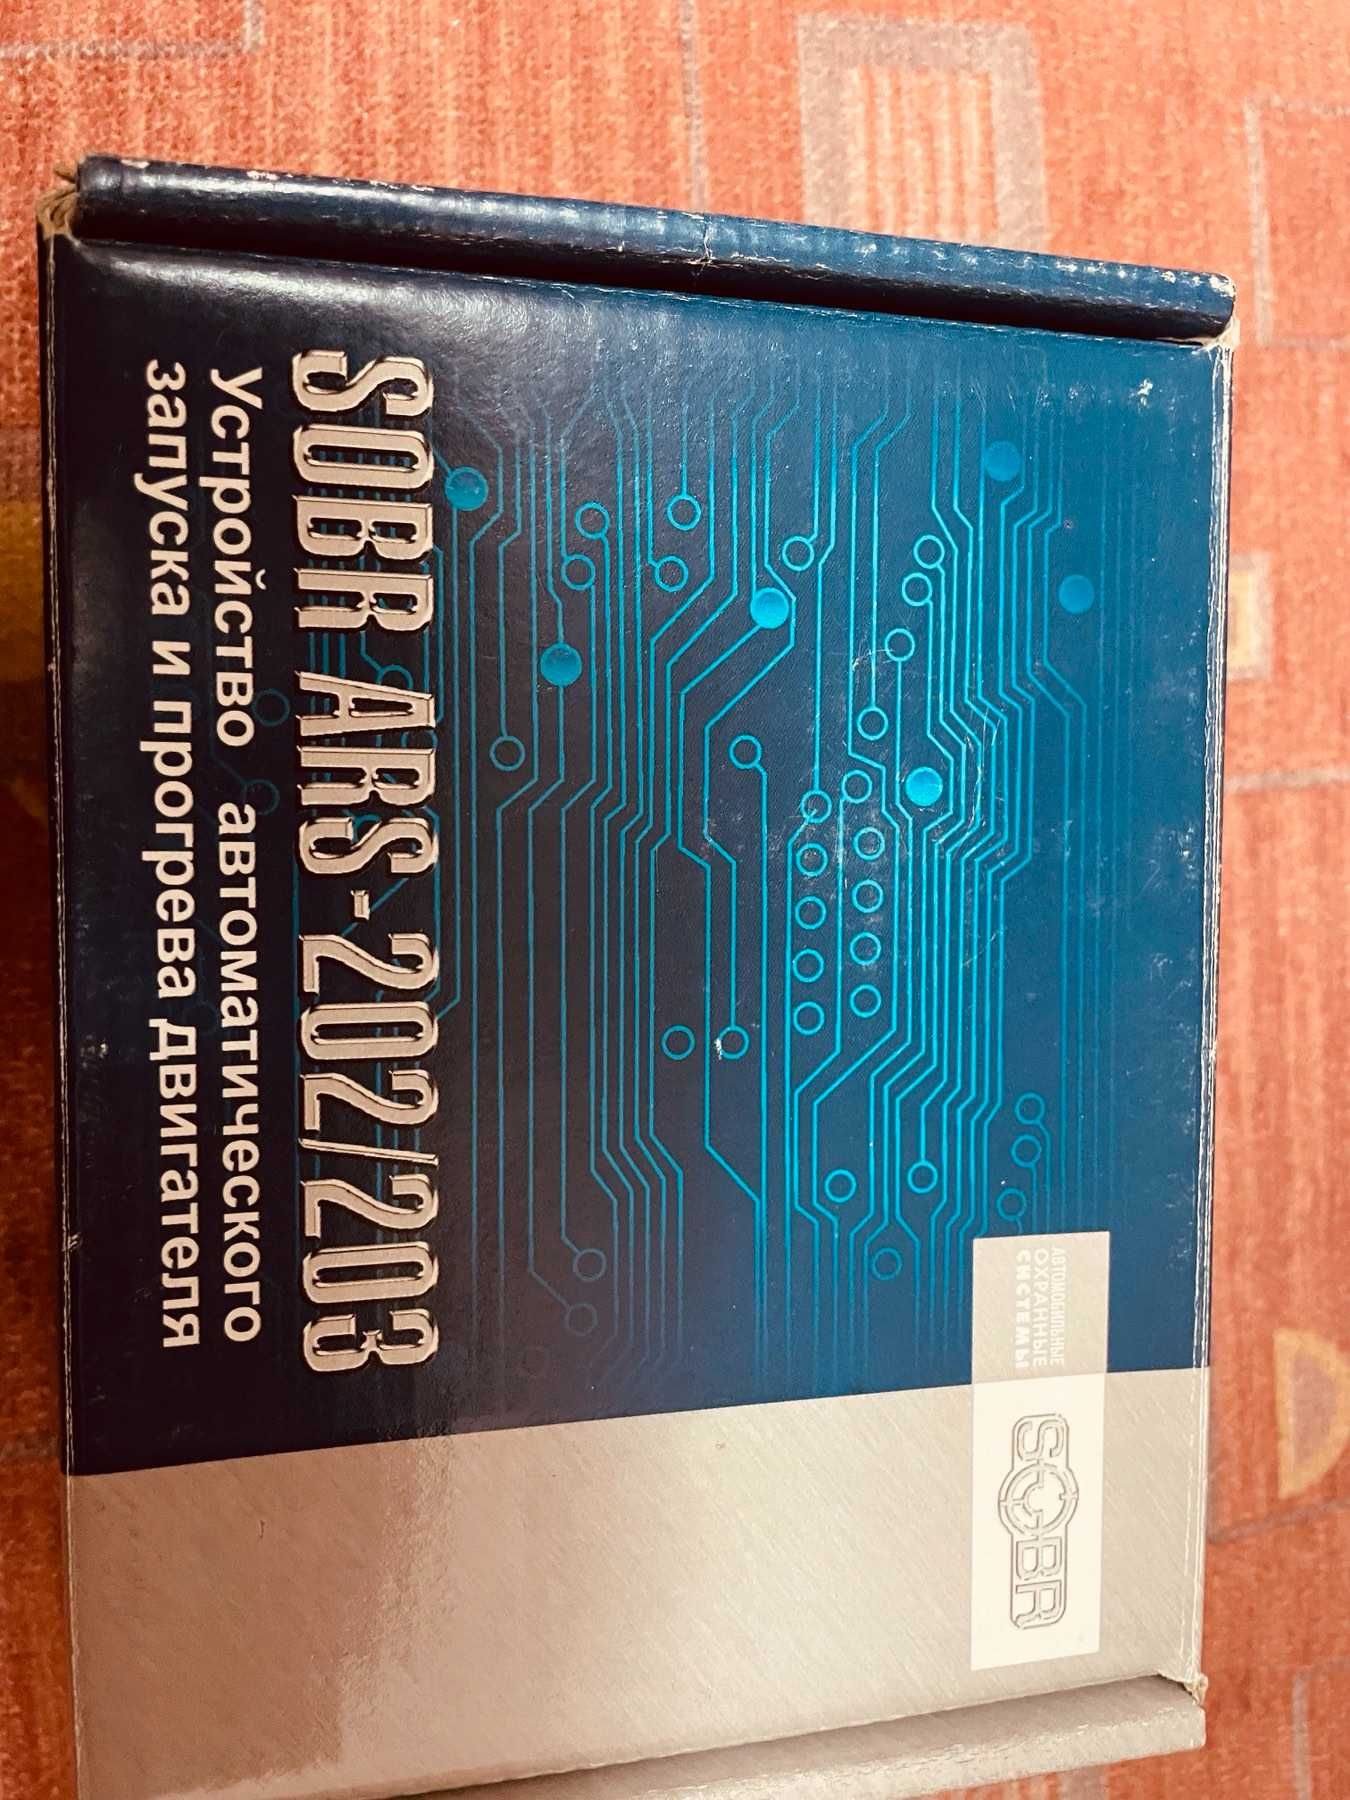 АВТОМОБИЛЬНЫЕ
ОХРАННЫЕ
СИСТЕМЫ
SOBR
SOBR ARS-202/203
Устройство автоматического
запуска и прогрева двигателя